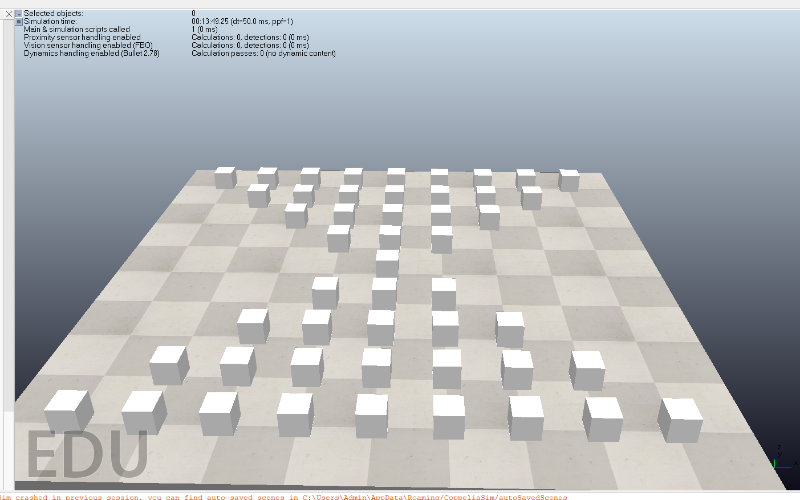 Selected objects: 0
Simulation time: 00:13:49.25 (dt=50.0 ms, ppf=1)
Main & simulation scripts called 1 (0 ms)
Proximity sensor handling enabled Calculations: 0, detections: 0 (0 ms)
Vision sensor handling enabled (FBO) Calculations: 0, detections: 0 (0 ms)
Dynamics handling enabled (Bullet 2.78) Calculation passes: 0 (no dynamic content)
EDU
sim crashed in previous session, you can find auto-saved scenes in C:\Users\Admin\AppData\Roaming/CoppeliaSim/autoSavedScenes